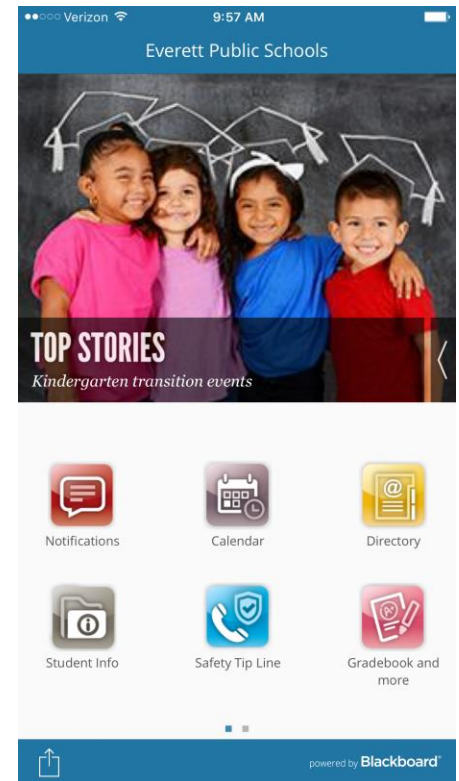 Verizon 9:57 AM
Everett Public Schools
TOP STORIES
Kindergarten transition events
Notifications Calendar Directory
Student Info Safety Tip Line Gradebook and
more
powered by Blackboard